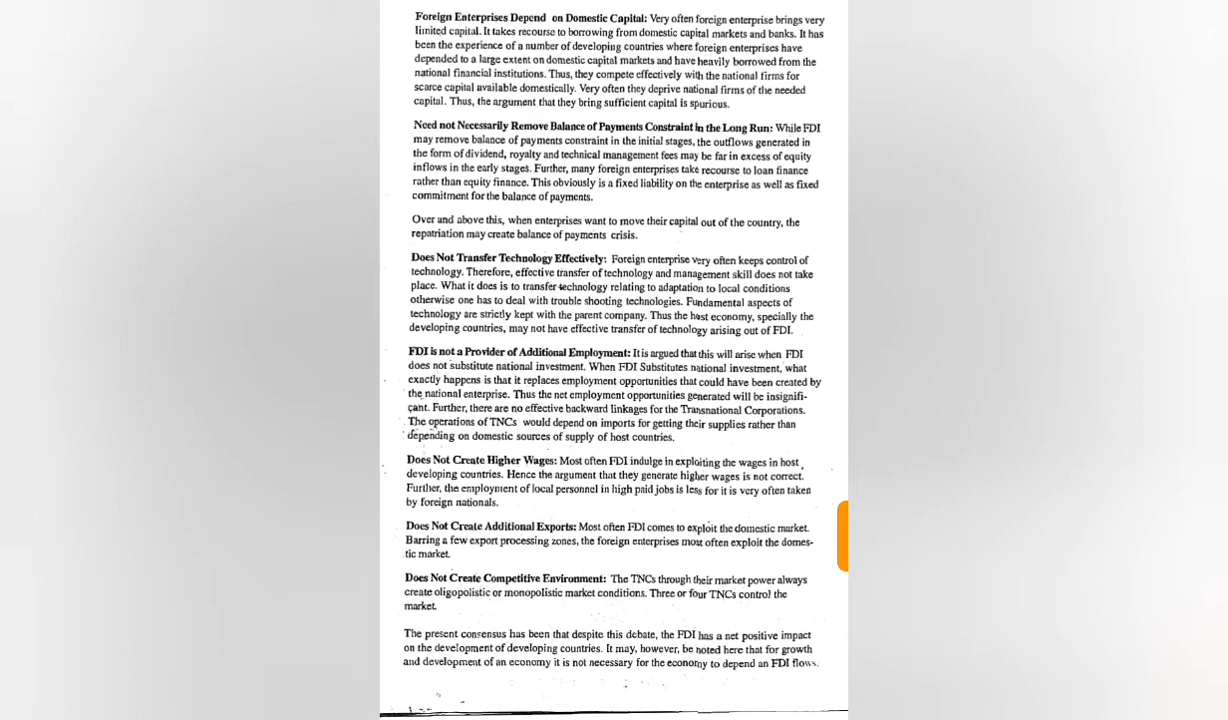 Foreign Enterprises Depend on Domestic Capital: Very often foreign enterprise brings very
limited capital. It takes recourse to borrowing from domestic capital markets and banks. It has
been the experience of a number of developing countries where foreign enterprises have
depended to a large extent on domestic capital markets and have heavily borrowed from the
national financial institutions. Thus, they compete effectively with the national firms for
scarce capital available domestically. Very often they deprive national firms of the needed
capital. Thus, the argument that they bring sufficient capital is spurious.
Need not Necessarily Remove Balance of Payments Constraint in the Long Run: While FDI
may remove balance of payments constraint in the initial stages, the outflows generated in
the form of dividend, royalty and technical management fees may be far in excess of equity
inflows in the early stages. Further, many foreign enterprises take recourse to loan finance
rather than equity finance. This obviously is a fixed liability on the enterprise as well as fixed
commitment for the balance of payments.
Over and above this, when enterprises want to move their capital out of the country, the
repatriation may create balance of payments crisis.
Does Not Transfer Technology Effectively: Foreign enterprise very often keeps control of
technology. Therefore, effective transfer of technology and management skill does not take
place. What it does is to transfer technology relating to adaptation to local conditions
otherwise one has to deal with trouble shooting technologies. Fundamental aspects of
technology are strictly kept with the parent company. Thus the host economy, specially the
developing countries, may not have effective transfer of technology arising out of FDI.
FDI is not a Provider of Additional Employment: It is argued that this will arise when FDI
does not substitute national investment. When FDI Substitutes national investment, what
exactly happens is that it replaces employment opportunities that could have been created by
the national enterprise. Thus the net employment opportunities generated will be insignifi-
cant. Further, there are no effective backward linkages for the Transnational Corporations.
The operations of TNCs would depend on imports for getting their supplies rather than
depending on domestic sources of supply of host countries.
Does Not Create Higher Wages: Most often FDI indulge in exploiting the wages in host
developing countries. Hence the argument that they generate higher wages is not correct.
Further, the employment of local personnel in high paid jobs is less for it is very often taken
by foreign nationals.
Does Not Create Additional Exports: Most often FDI comes to exploit the domestic market.
Barring a few export processing zones, the foreign enterprises most often exploit the domes-
tic market.
Does Not Create Competitive Environment: The TNCs through their market power always
create oligopolistic or monopolistic market conditions. Three or four TNCs control the
market.
The present consensus has been that despite this debate, the FDI has a net positive impact
on the development of developing countries. It may, however, be noted here that for growth
and development of an economy it is not necessary for the economy to depend an FDI flows.